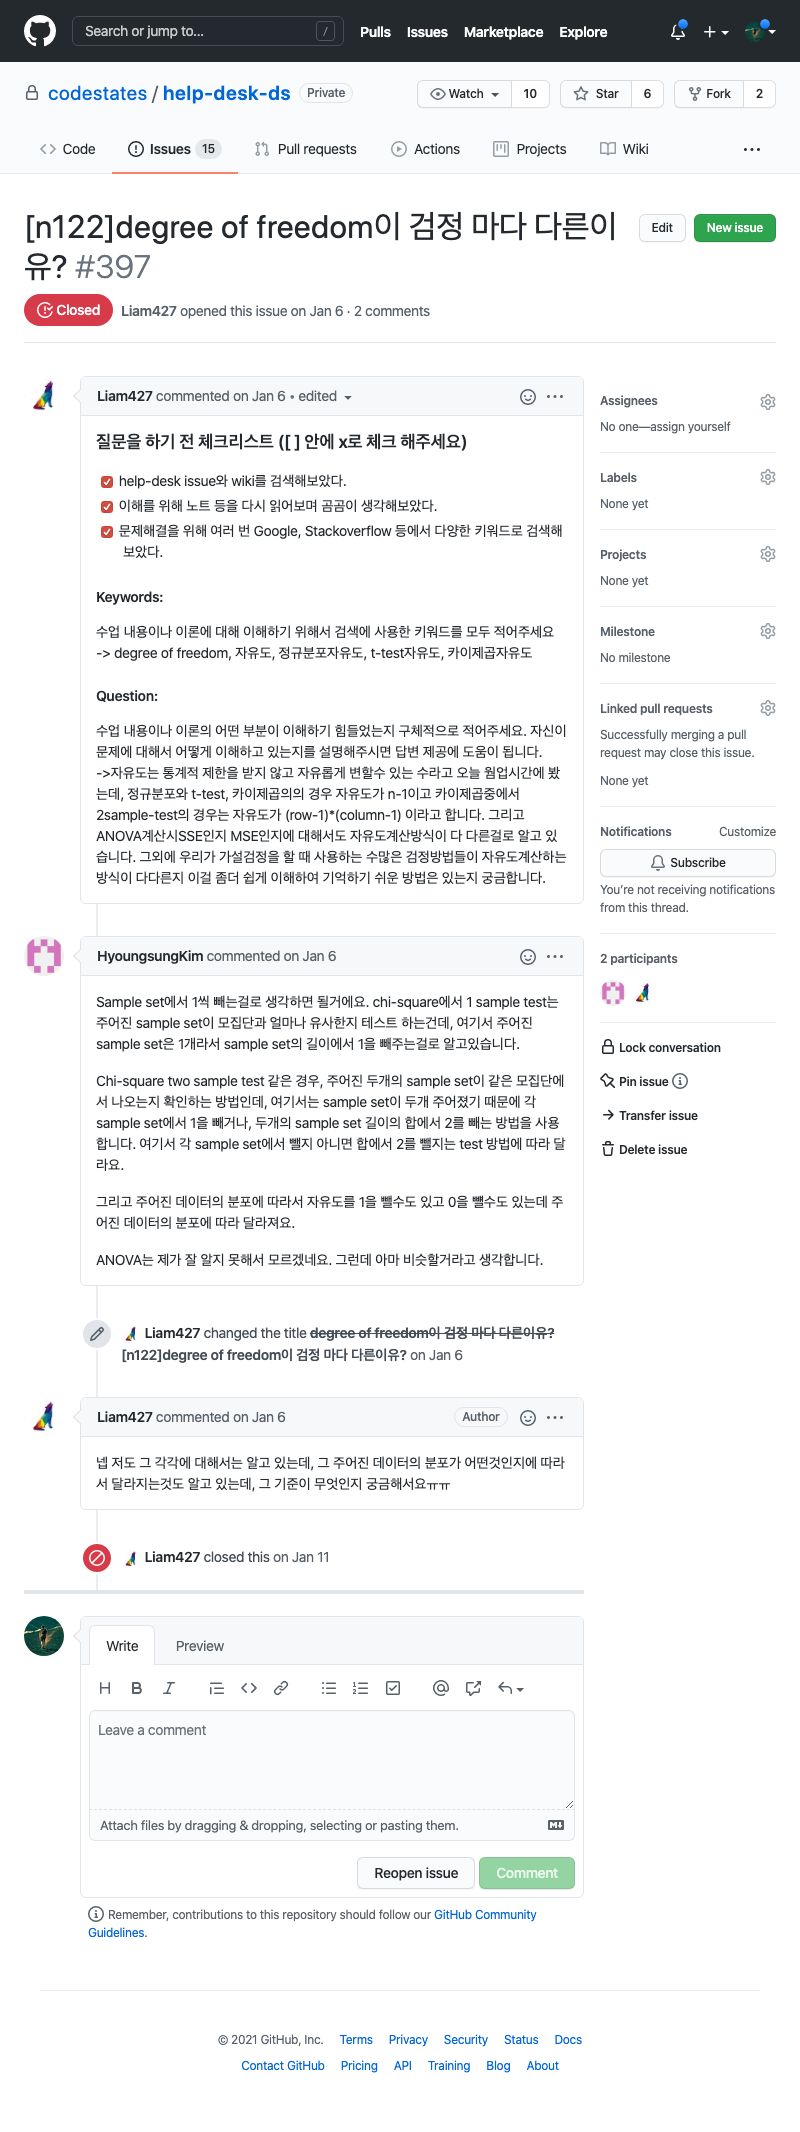 Search or jump to... /
Pulls Issues Marketplace Explore
codestates / help-desk-ds Private
Watch 10 Star 6 Fork 2
Code Issues 15 Pull requests Actions Projects Wiki
[n122]degree of freedom이 검정 마다 다른이
유? #397
Edit New issue
Closed Liam427 opened this issue on Jan 6 · 2 comments
Liam427 commented on Jan 6 • edited
질문을 하기 전 체크리스트 ([ ] 안에 x로 체크 해주세요)
help-desk issue와 wiki를 검색해보았다.
이해를 위해 노트 등을 다시 읽어보며 곰곰이 생각해보았다.
문제해결을 위해 여러 번 Google, Stackoverflow 등에서 다양한 키워드로 검색해
보았다.
Keywords:
수업 내용이나 이론에 대해 이해하기 위해서 검색에 사용한 키워드를 모두 적어주세요
-> degree of freedom, 자유도, 정규분포자유도, t-test자유도, 카이제곱자유도
Question:
수업 내용이나 이론의 어떤 부분이 이해하기 힘들었는지 구체적으로 적어주세요. 자신이
문제에 대해서 어떻게 이해하고 있는지를 설명해주시면 답변 제공에 도움이 됩니다.
->자유도는 통계적 제한을 받지 않고 자유롭게 변할수 있는 수라고 오늘 웜업시간에 봤
는데, 정규분포와 t-test, 카이제곱의의 경우 자유도가 n-1이고 카이제곱중에서
2sample-test의 경우는 자유도가 (row-1)*(column-1) 이라고 합니다. 그리고
ANOVA계산시SSE인지 MSE인지에 대해서도 자유도계산방식이 다 다른걸로 알고 있
습니다. 그외에 우리가 가설검정을 할 때 사용하는 수많은 검정방법들이 자유도계산하는
방식이 다다른지 이걸 좀더 쉽게 이해하여 기억하기 쉬운 방법은 있는지 궁금합니다.
Assignees
No one—assign yourself
Labels
None yet
Projects
None yet
Milestone
No milestone
Linked pull requests
Successfully merging a pull
request may close this issue.
None yet
Notifications Customize
Subscribe
You're not receiving notifications
from this thread.
2 participants
Lock conversation
Pin issue
Transfer issue
Delete issue
HyoungsungKim commented on Jan 6
Sample set에서 1씩 빼는걸로 생각하면 될거에요. chi-square에서 1 sample test는
주어진 sample set이 모집단과 얼마나 유사한지 테스트 하는건데, 여기서 주어진
sample set은 1개라서 sample set의 길이에서 1을 빼주는걸로 알고있습니다.
Chi-square two sample test 같은 경우, 주어진 두개의 sample set이 같은 모집단에
서 나오는지 확인하는 방법인데, 여기서는 sample set이 두개 주어졌기 때문에 각
sample set에서 1을 빼거나, 두개의 sample set 길이의 합에서 2를 빼는 방법을 사용
합니다. 여기서 각 sample set에서 뺄지 아니면 합에서 2를 뺄지는 test 방법에 따라 달
라요.
그리고 주어진 데이터의 분포에 따라서 자유도를 1을 뺄수도 있고 0을 뺄수도 있는데 주
어진 데이터의 분포에 따라 달라져요.
ANOVA는 제가 잘 알지 못해서 모르겠네요. 그런데 아마 비슷할거라고 생각합니다.
Liam427 changed the title degree of freedom이 검정 마다 다른이유?
[n122]degree of freedom이 검정 마다 다른이유? on Jan 6
Liam427 commented on Jan 6 Author
넵 저도 그 각각에 대해서는 알고 있는데, 그 주어진 데이터의 분포가 어떤것인지에 따라
서 달라지는것도 알고 있는데, 그 기준이 무엇인지 궁금해서요ㅠㅠ
Liam427 closed this on Jan 11
Write Preview
H B I
Leave a comment
Attach files by dragging & dropping, selecting or pasting them.
Reopen issue Comment
Remember, contributions to this repository should follow our GitHub Community
Guidelines.
© 2021 GitHub, Inc. Terms Privacy Security Status Docs
Contact GitHub Pricing API Training Blog About